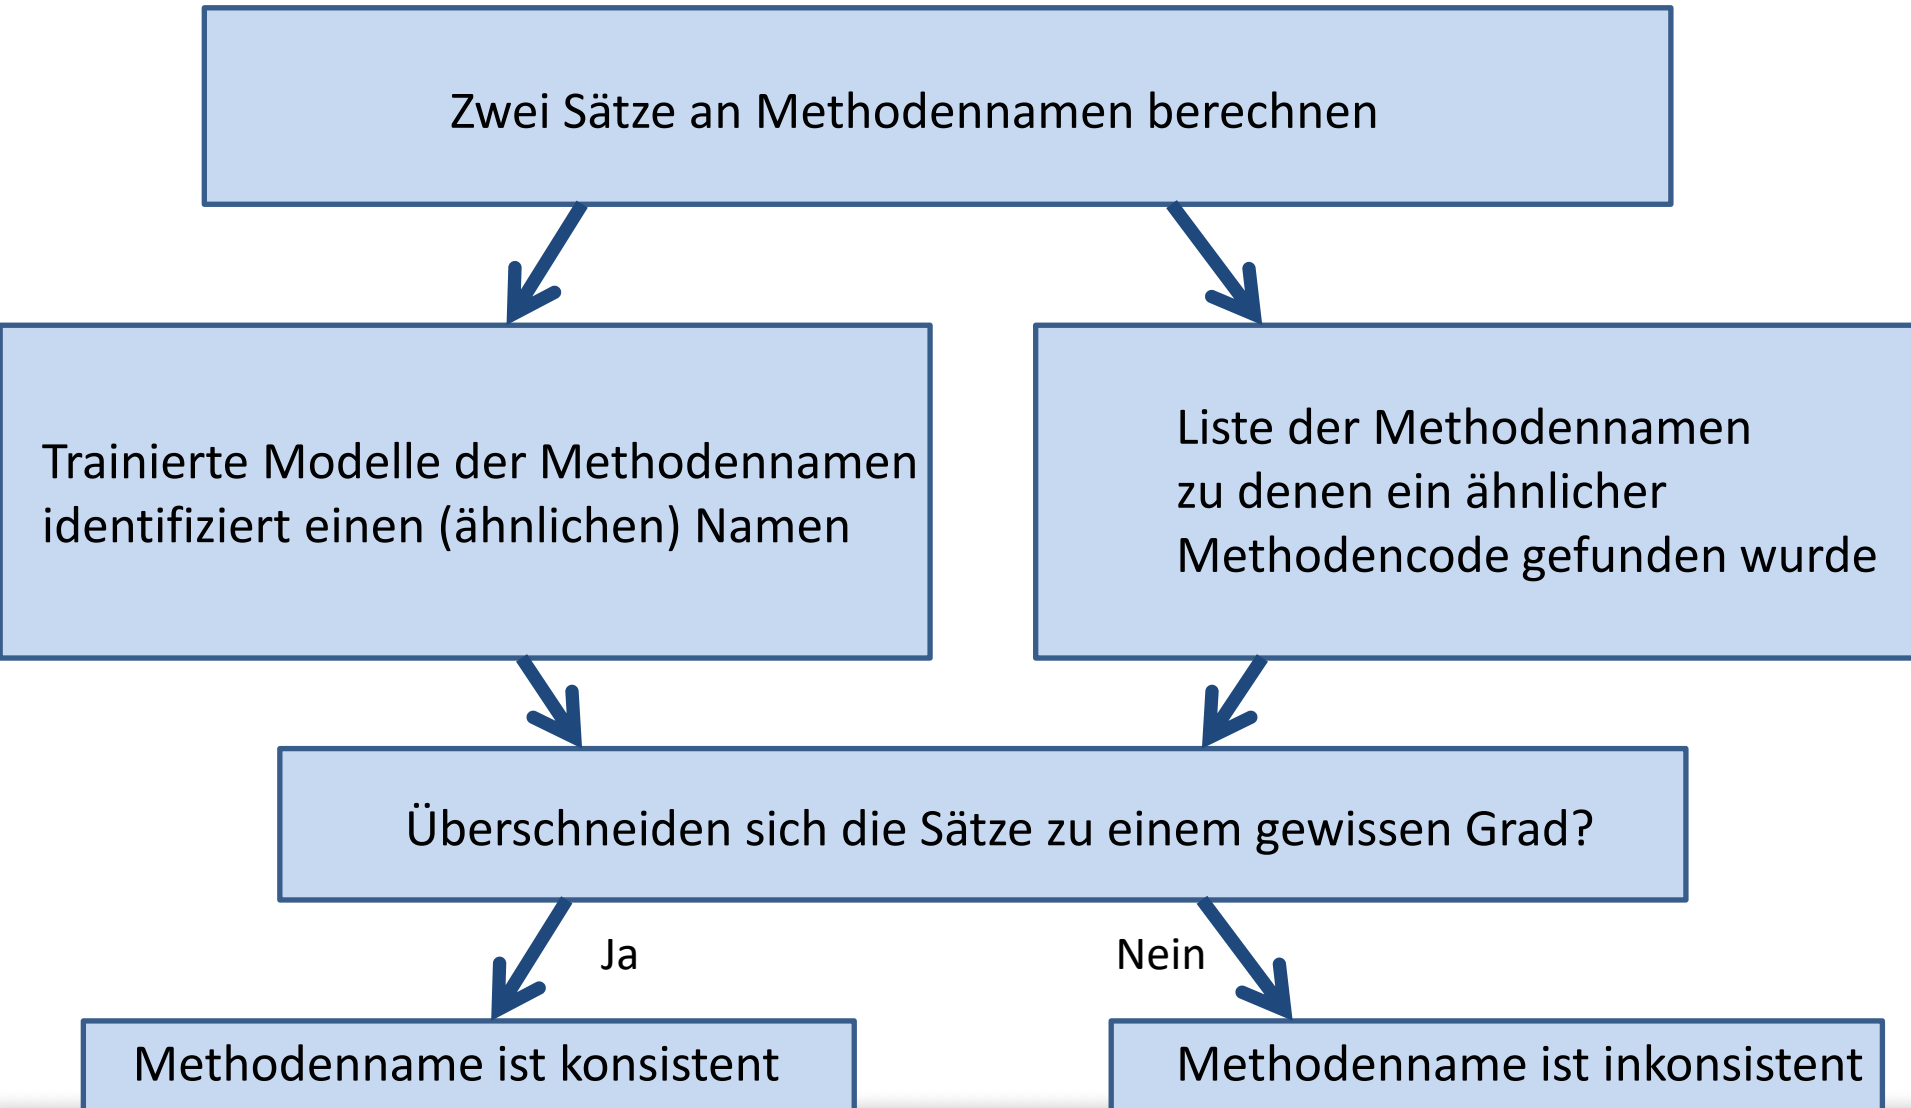 Zwei Sätze an Methodennamen berechnen
Trainierte Modelle der Methodennamen
identifiziert einen (ähnlichen) Namen
Liste der Methodennamen
zu denen ein ähnlicher
Methodencode gefunden wurde
Überschneiden sich die Sätze zu einem gewissen Grad?
Ja
Nein
Methodenname ist konsistent
Methodenname ist inkonsistent